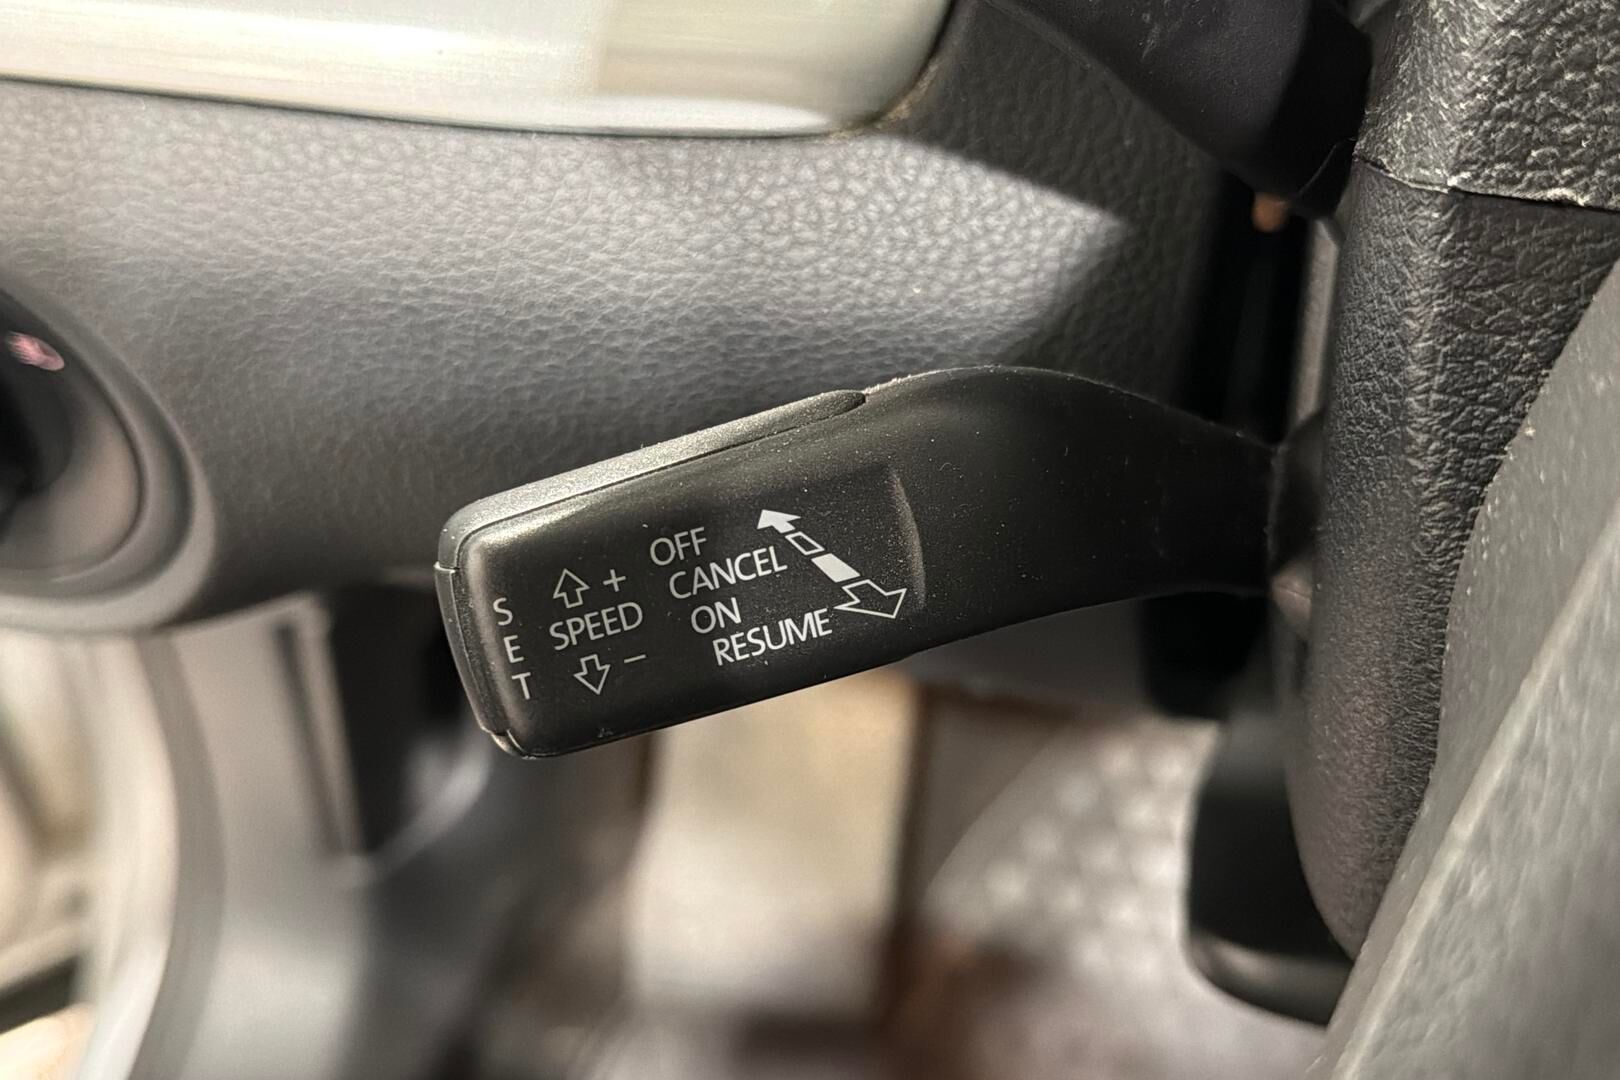 S
E
T
+
SPEED
−
OFF
CANCEL
ON
RESUME